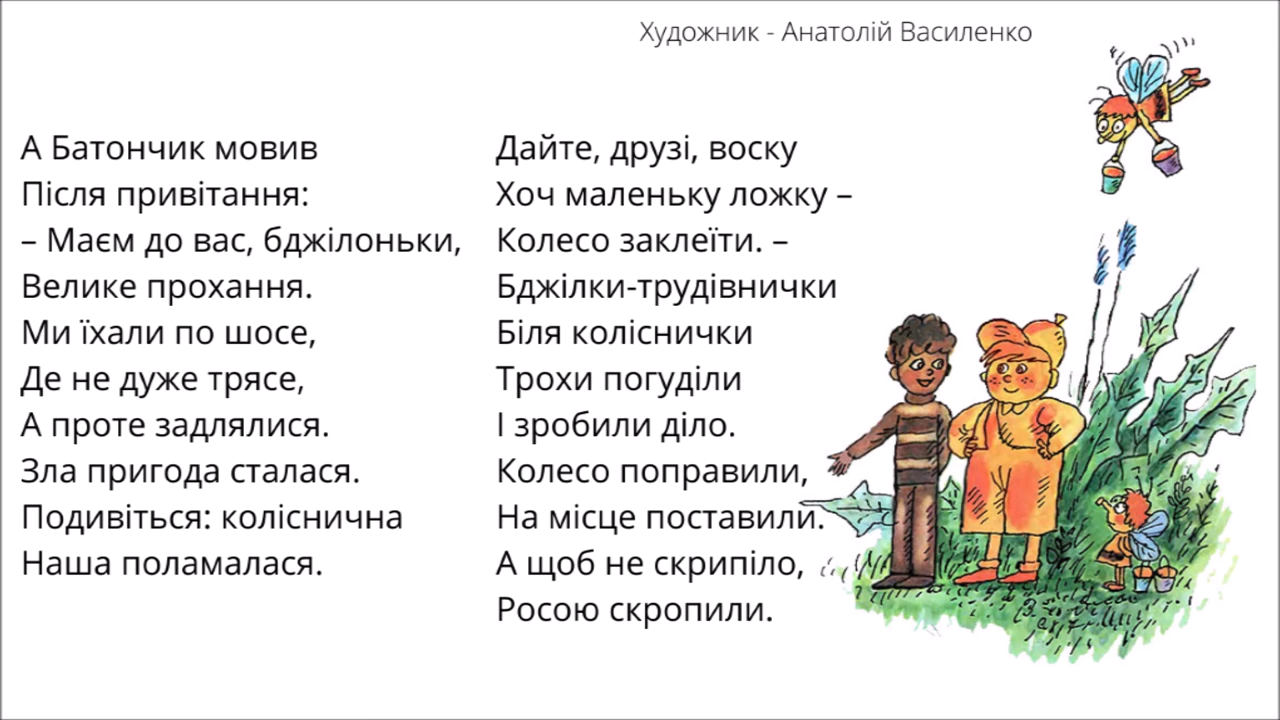 Художник - Анатолій Василенко
А Батончик мовив
Після привітання:
– Маєм до вас, бджілоньки,
Велике прохання.
Ми їхали по шосе,
Де не дуже трясе,
А проте задлялися.
Зла пригода сталася.
Подивіться: коліснична
Наша поламалася.
Дайте, друзі, воску
Хоч маленьку ложку –
Колесо заклеїти. –
Бджілки-трудівнички
Біля коліснички
Трохи погуділи
І зробили діло.
Колесо поправили,
На місце поставили.
А щоб не скрипіло,
Росою скропили.